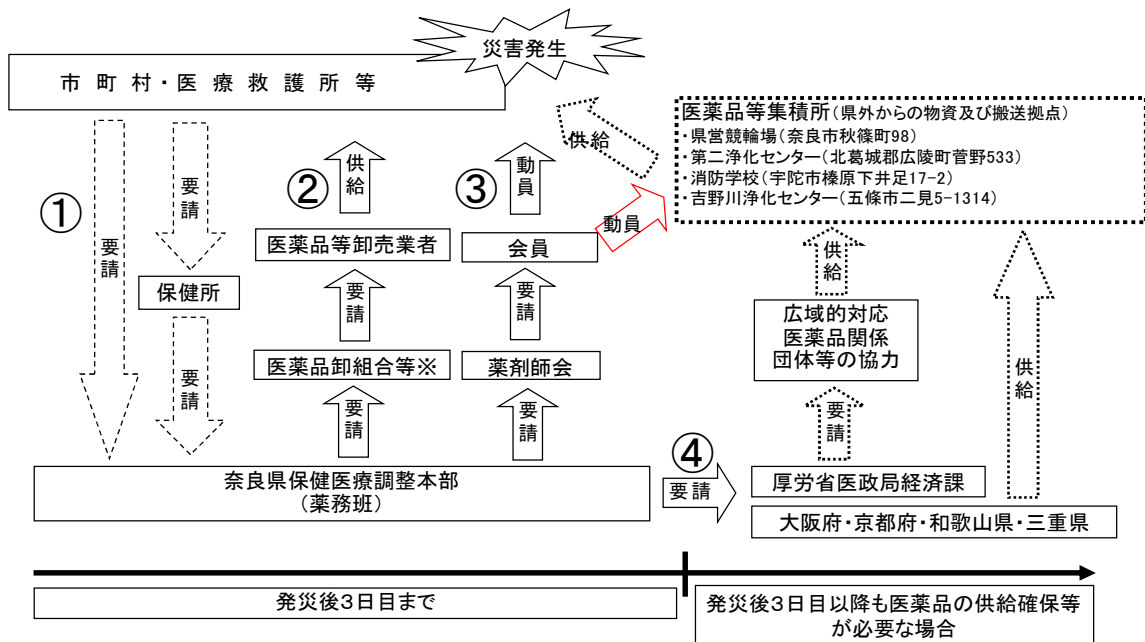 災害発生
市町村・医療救護所等
医薬品等集積所（県外からの物資及び搬送拠点）
・県営競輪場（奈良市秋篠町98）
・第二浄化センター（北葛城郡広陵町菅野533）
・消防学校（宇陀市榛原下井足17-2）
・吉野川浄化センター（五條市二見5-1314）
供給
①
要請
要請
②
供給
③
動員
動員
保健所
医薬品等卸売業者
会員
供給
要請
要請
要請
広域的対応
医薬品関係
団体等の協力
供給
医薬品卸組合等※
薬剤師会
要請
要請
要請
奈良県保健医療調整本部
（薬務班）
④
要請
厚労省医政局経済課
大阪府・京都府・和歌山県・三重県
発災後３日目まで
発災後３日目以降も医薬品の供給確保等
が必要な場合